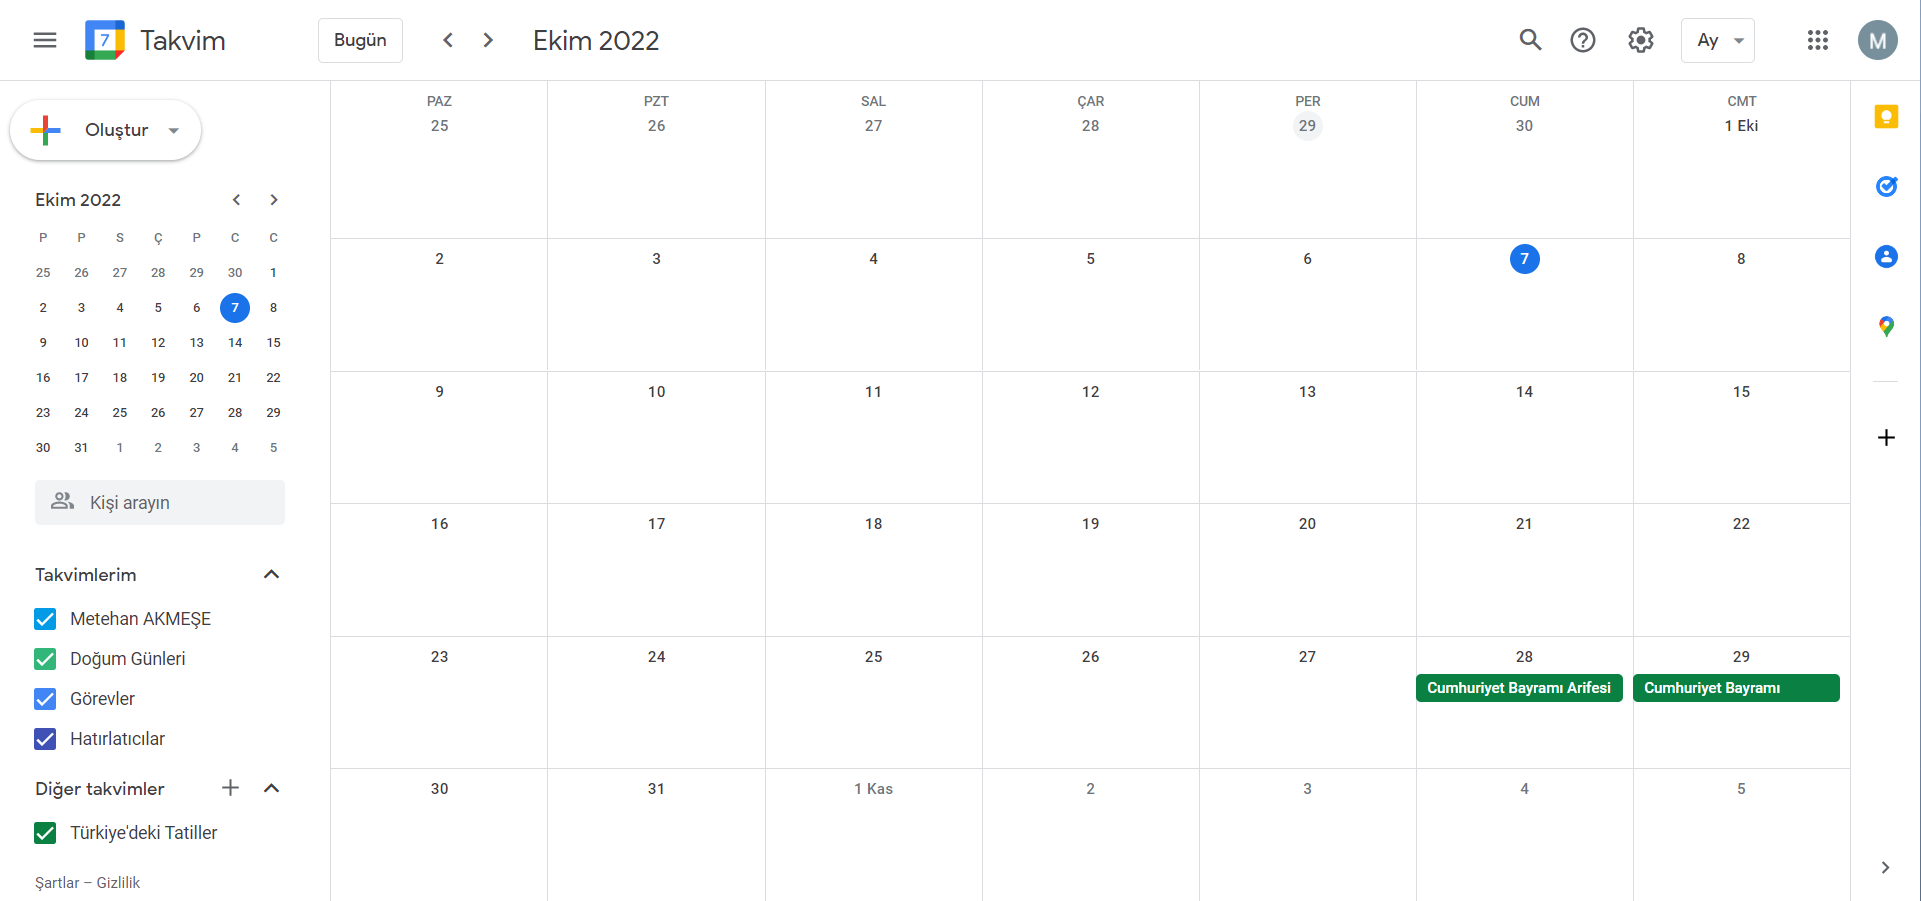 7 Takvim Bugün Ekim 2022 Ay M
Oluştur
Ekim 2022
P P S Ç P C C
25 26 27 28 29 30 1
2 3 4 5 6 7 8
9 10 11 12 13 14 15
16 17 18 19 20 21 22
23 24 25 26 27 28 29
30 31 1 2 3 4 5
Kişi arayın
Takvimlerim
Metehan AKMEŞE
Doğum Günleri
Görevler
Hatırlatıcılar
Diğer takvimler
Türkiye'deki Tatiller
Şartlar – Gizlilik
PAZ PZT SAL ÇAR PER CUM CMT
25 26 27 28 29 30 1 Eki
2 3 4 5 6 7 8
9 10 11 12 13 14 15
16 17 18 19 20 21 22
23 24 25 26 27 28 29
Cumhuriyet Bayramı Arifesi Cumhuriyet Bayramı
30 31 1 Kas 2 3 4 5